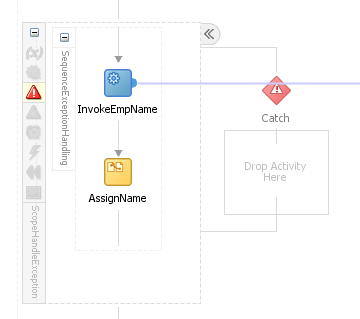 SequenceExceptionHandling
InvokeEmpName
AssignName
ScopeHandleException
Catch
Drop Activity
Here